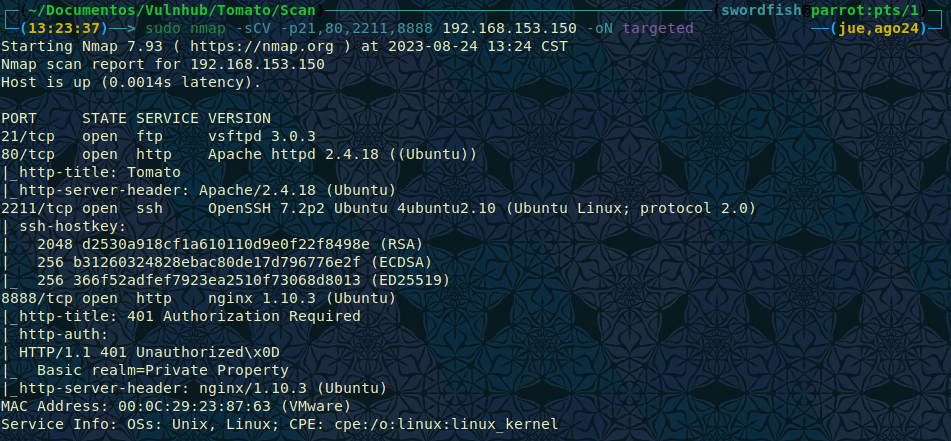 (~/Documentos/Vulnhub/Tomato/Scan) (swordfish@parrot:pts/1)
(13:23:37)——> sudo nmap -sCV -p21,80,2211,8888 192.168.153.150 -oN targeted ——(jue,ago24)
Starting Nmap 7.93 ( https://nmap.org ) at 2023-08-24 13:24 CST
Nmap scan report for 192.168.153.150
Host is up (0.0014s latency).
PORT     STATE SERVICE VERSION
21/tcp   open  ftp     vsftpd 3.0.3
80/tcp   open  http    Apache httpd 2.4.18 ((Ubuntu))
|_http-title: Tomato
|_http-server-header: Apache/2.4.18 (Ubuntu)
2211/tcp open  ssh     OpenSSH 7.2p2 Ubuntu 4ubuntu2.10 (Ubuntu Linux; protocol 2.0)
| ssh-hostkey:
|   2048 d2530a918cf1a610110d9e0f22f8498e (RSA)
|   256 b31260324828ebac80de17d796776e2f (ECDSA)
|_  256 366f52adfef7923ea2510f73068d8013 (ED25519)
8888/tcp open  http    nginx 1.10.3 (Ubuntu)
|_http-title: 401 Authorization Required
| http-auth:
| HTTP/1.1 401 Unauthorized\x0D
|_  Basic realm=Private Property
|_http-server-header: nginx/1.10.3 (Ubuntu)
MAC Address: 00:0C:29:23:87:63 (VMware)
Service Info: OSs: Unix, Linux; CPE: cpe:/o:linux:linux_kernel